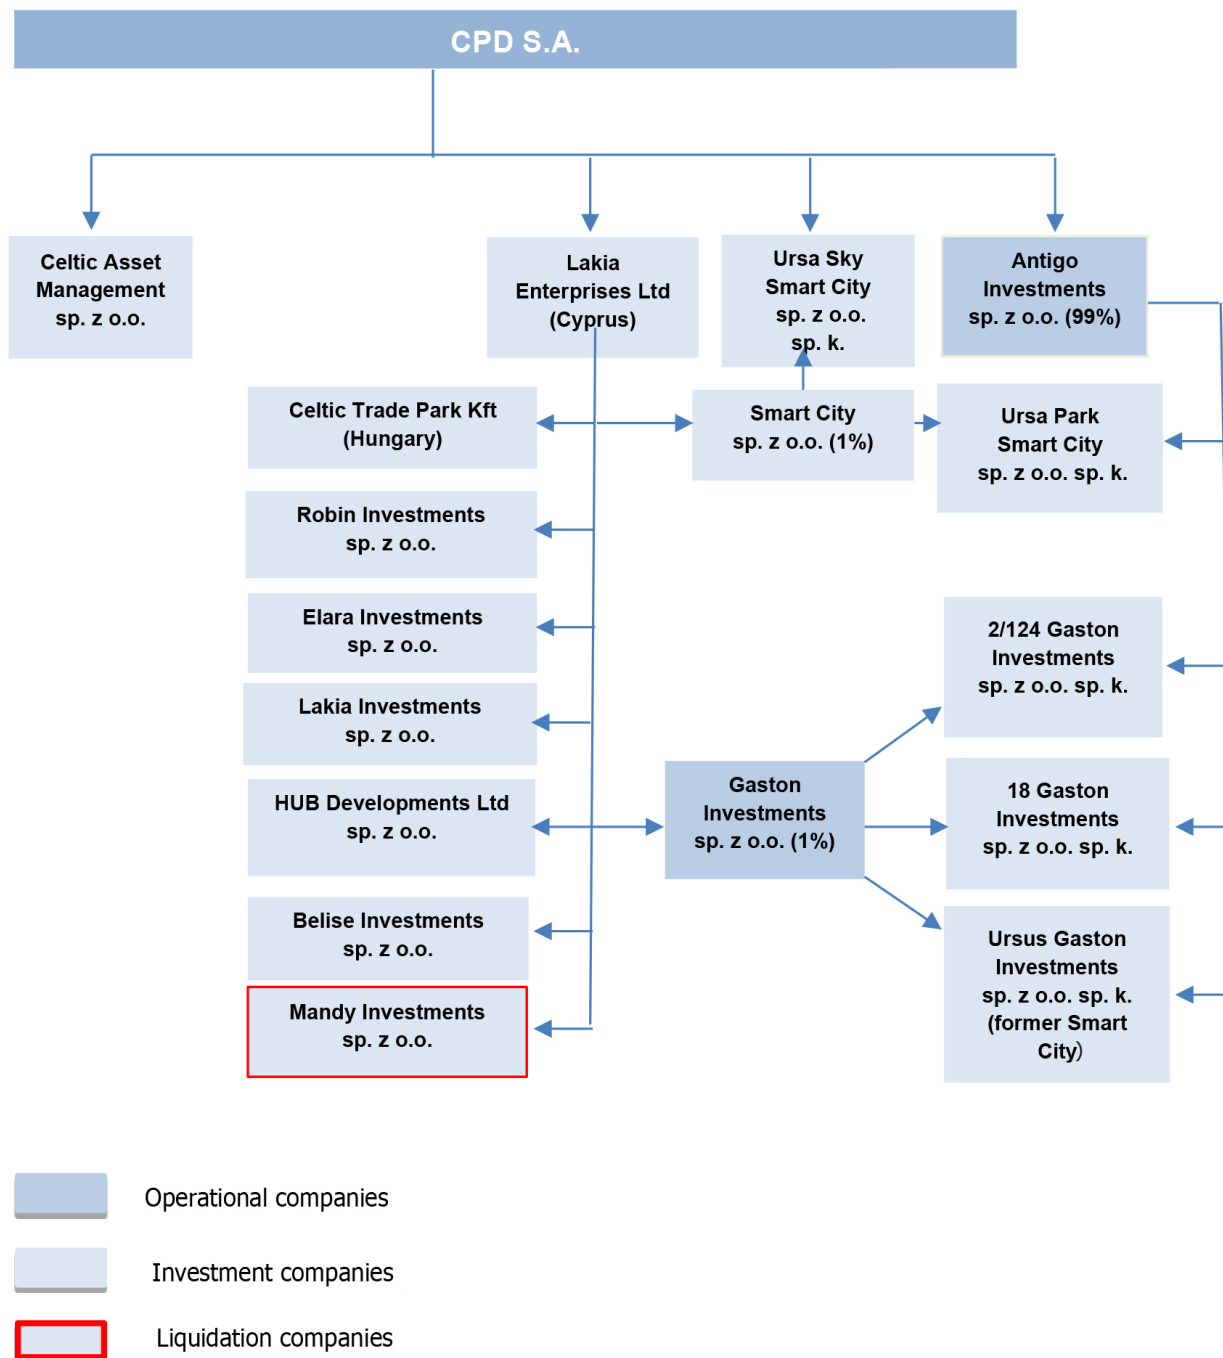 CPD S.A.
Celtic Asset
Management
sp. z o.o.
Lakia
Enterprises Ltd
(Cyprus)
Ursa Sky
Smart City
sp. z o.o.
sp. k.
Antigo
Investments
sp. z o.o. (99%)
Celtic Trade Park Kft
(Hungary)
Smart City
sp. z o.o. (1%)
Ursa Park
Smart City
sp. z o.o. sp. k.
Robin Investments
sp. z o.o.
Elara Investments
sp. z o.o.
2/124 Gaston
Investments
sp. z o.o. sp. k.
Lakia Investments
sp. z o.o.
HUB Developments Ltd
sp. z o.o.
Gaston
Investments
sp. z o.o. (1%)
18 Gaston
Investments
sp. z o.o. sp. k.
Belise Investments
sp. z o.o.
Ursus Gaston
Investments
sp. z o.o. sp. k.
(former Smart
City)
Mandy Investments
sp. z o.o.
Operational companies
Investment companies
Liquidation companies